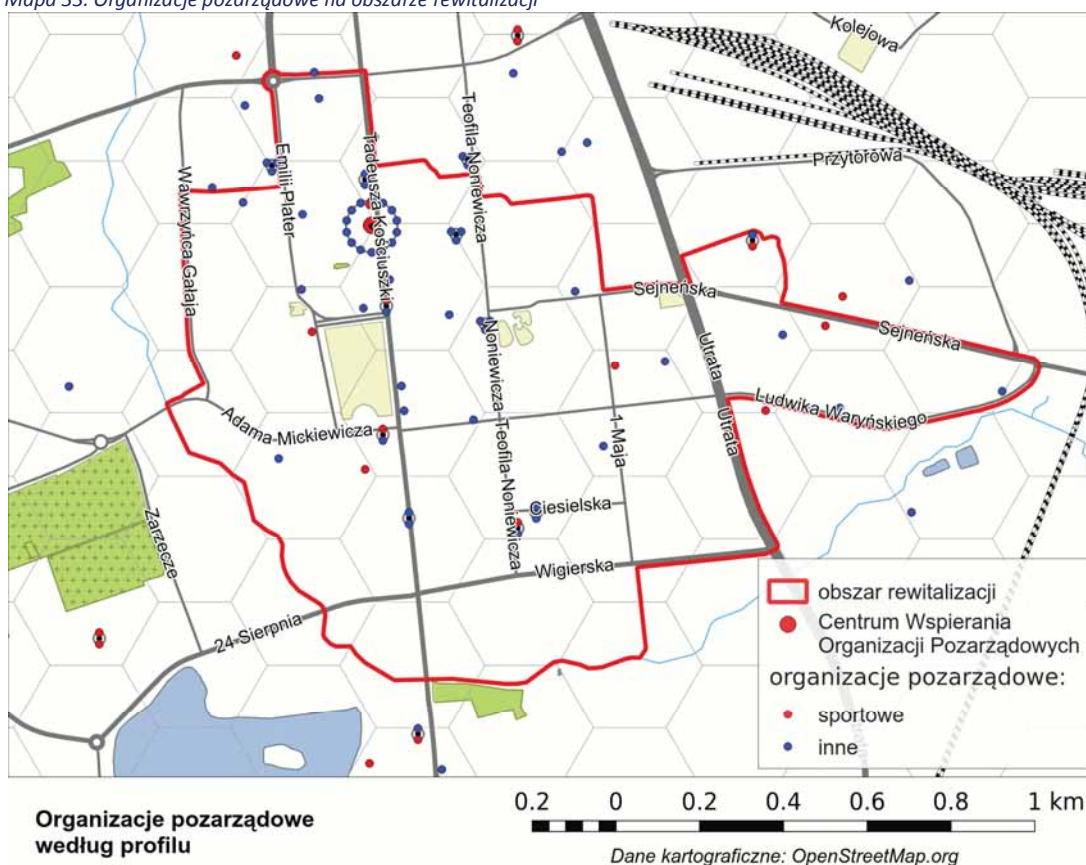 Mapa 33. Organizacje pozarządowe na obszarze rewitalizacji
Kolejowa
Przytorowa
Teofila-Noniewicza
Tadeusza Kościuszki
Emilii-Plater
Wawrzyńca Gałaja
Sejneńska
Sejneńska
Utrata
Utrata
Ludwika Waryńskiego
Adama-Mickiewicza
Noniewicza-Teofila-Noniewicza
1-Maja
Ciesielska
Wigierska
Zarzecze
24 Sierpnia
obszar rewitalizacji
Centrum Wspierania
Organizacji Pozarządowych
organizacje pozarządowe:
sportowe
inne
Organizacje pozarządowe
według profilu
0.2 0 0.2 0.4 0.6 0.8 1 km
Dane kartograficzne: OpenStreetMap.org